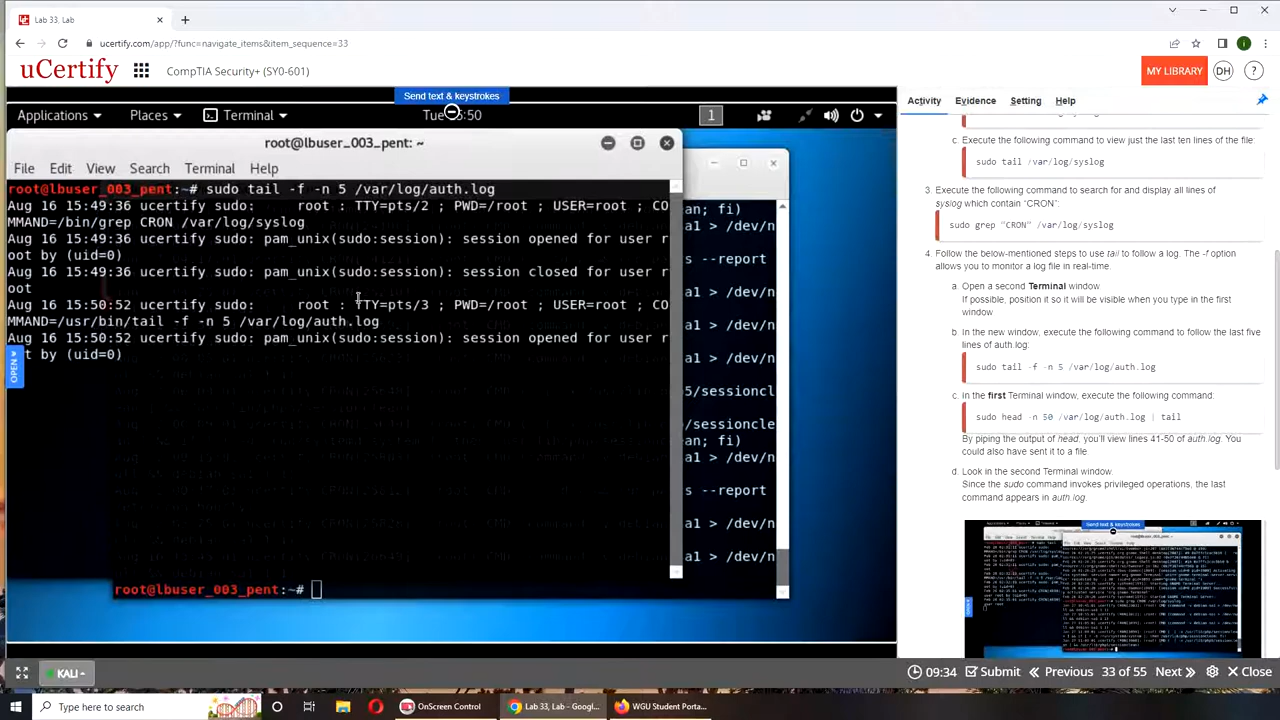 Lab 33, Lab
ucertify.com/app/?func=navigate_items&item_sequence=33
uCertify
CompTIA Security+ (SY0-601)
MY LIBRARY
DH
?
Send text & keystrokes
Applications
Places
Terminal
Tue 15:50
1
root@lbuser_003_pent: ~
File Edit View Search Terminal Help
root@lbuser_003_pent:~# sudo tail -f -n 5 /var/log/auth.log
Aug 16 15:49:36 ucertify sudo:     root : TTY=pts/2 ; PWD=/root ; USER=root ; CO
MMAND=/bin/grep CRON /var/log/syslog
Aug 16 15:49:36 ucertify sudo: pam_unix(sudo:session): session opened for user r
oot by (uid=0)
Aug 16 15:49:36 ucertify sudo: pam_unix(sudo:session): session closed for user r
oot
Aug 16 15:50:52 ucertify sudo:     root : TTY=pts/3 ; PWD=/root ; USER=root ; CO
MMAND=/usr/bin/tail -f -n 5 /var/log/auth.log
Aug 16 15:50:52 ucertify sudo: pam_unix(sudo:session): session opened for user r
oot by (uid=0)
an; fi)
a1 > /dev/n
s --report
a1 > /dev/n
a1 > /dev/n
a1 > /dev/n
5/sessioncl
/sessioncle
an; fi)
a1 > /dev/n
s --report
a1 > /dev/n
a1 > /dev/n
root@lbuser_003_pent:~#
OPEN
Activity
Evidence
Setting
Help
c. Execute the following command to view just the last ten lines of the file:
sudo tail /var/log/syslog
3. Execute the following command to search for and display all lines of
syslog which contain "CRON":
sudo grep "CRON" /var/log/syslog
4. Follow the below-mentioned steps to use tail to follow a log. The -f option
allows you to monitor a log file in real-time.
a. Open a second Terminal window
If possible, position it so it will be visible when you type in the first
window
b. In the new window, execute the following command to follow the last five
lines of auth.log:
sudo tail -f -n 5 /var/log/auth.log
c. In the first Terminal window, execute the following command:
sudo head -n 50 /var/log/auth.log | tail
By piping the output of head, you'll view lines 41-50 of auth.log. You
could also have sent it to a file
d. Look in the second Terminal window.
Since the sudo command invokes privileged operations, the last
command appears in auth.log.
Send text & keystrokes
KALI
09:34
Submit
Previous
33 of 55
Next
Close
Type here to search
OnScreen Control
Lab 33, Lab - Googl...
WGU Student Porta...